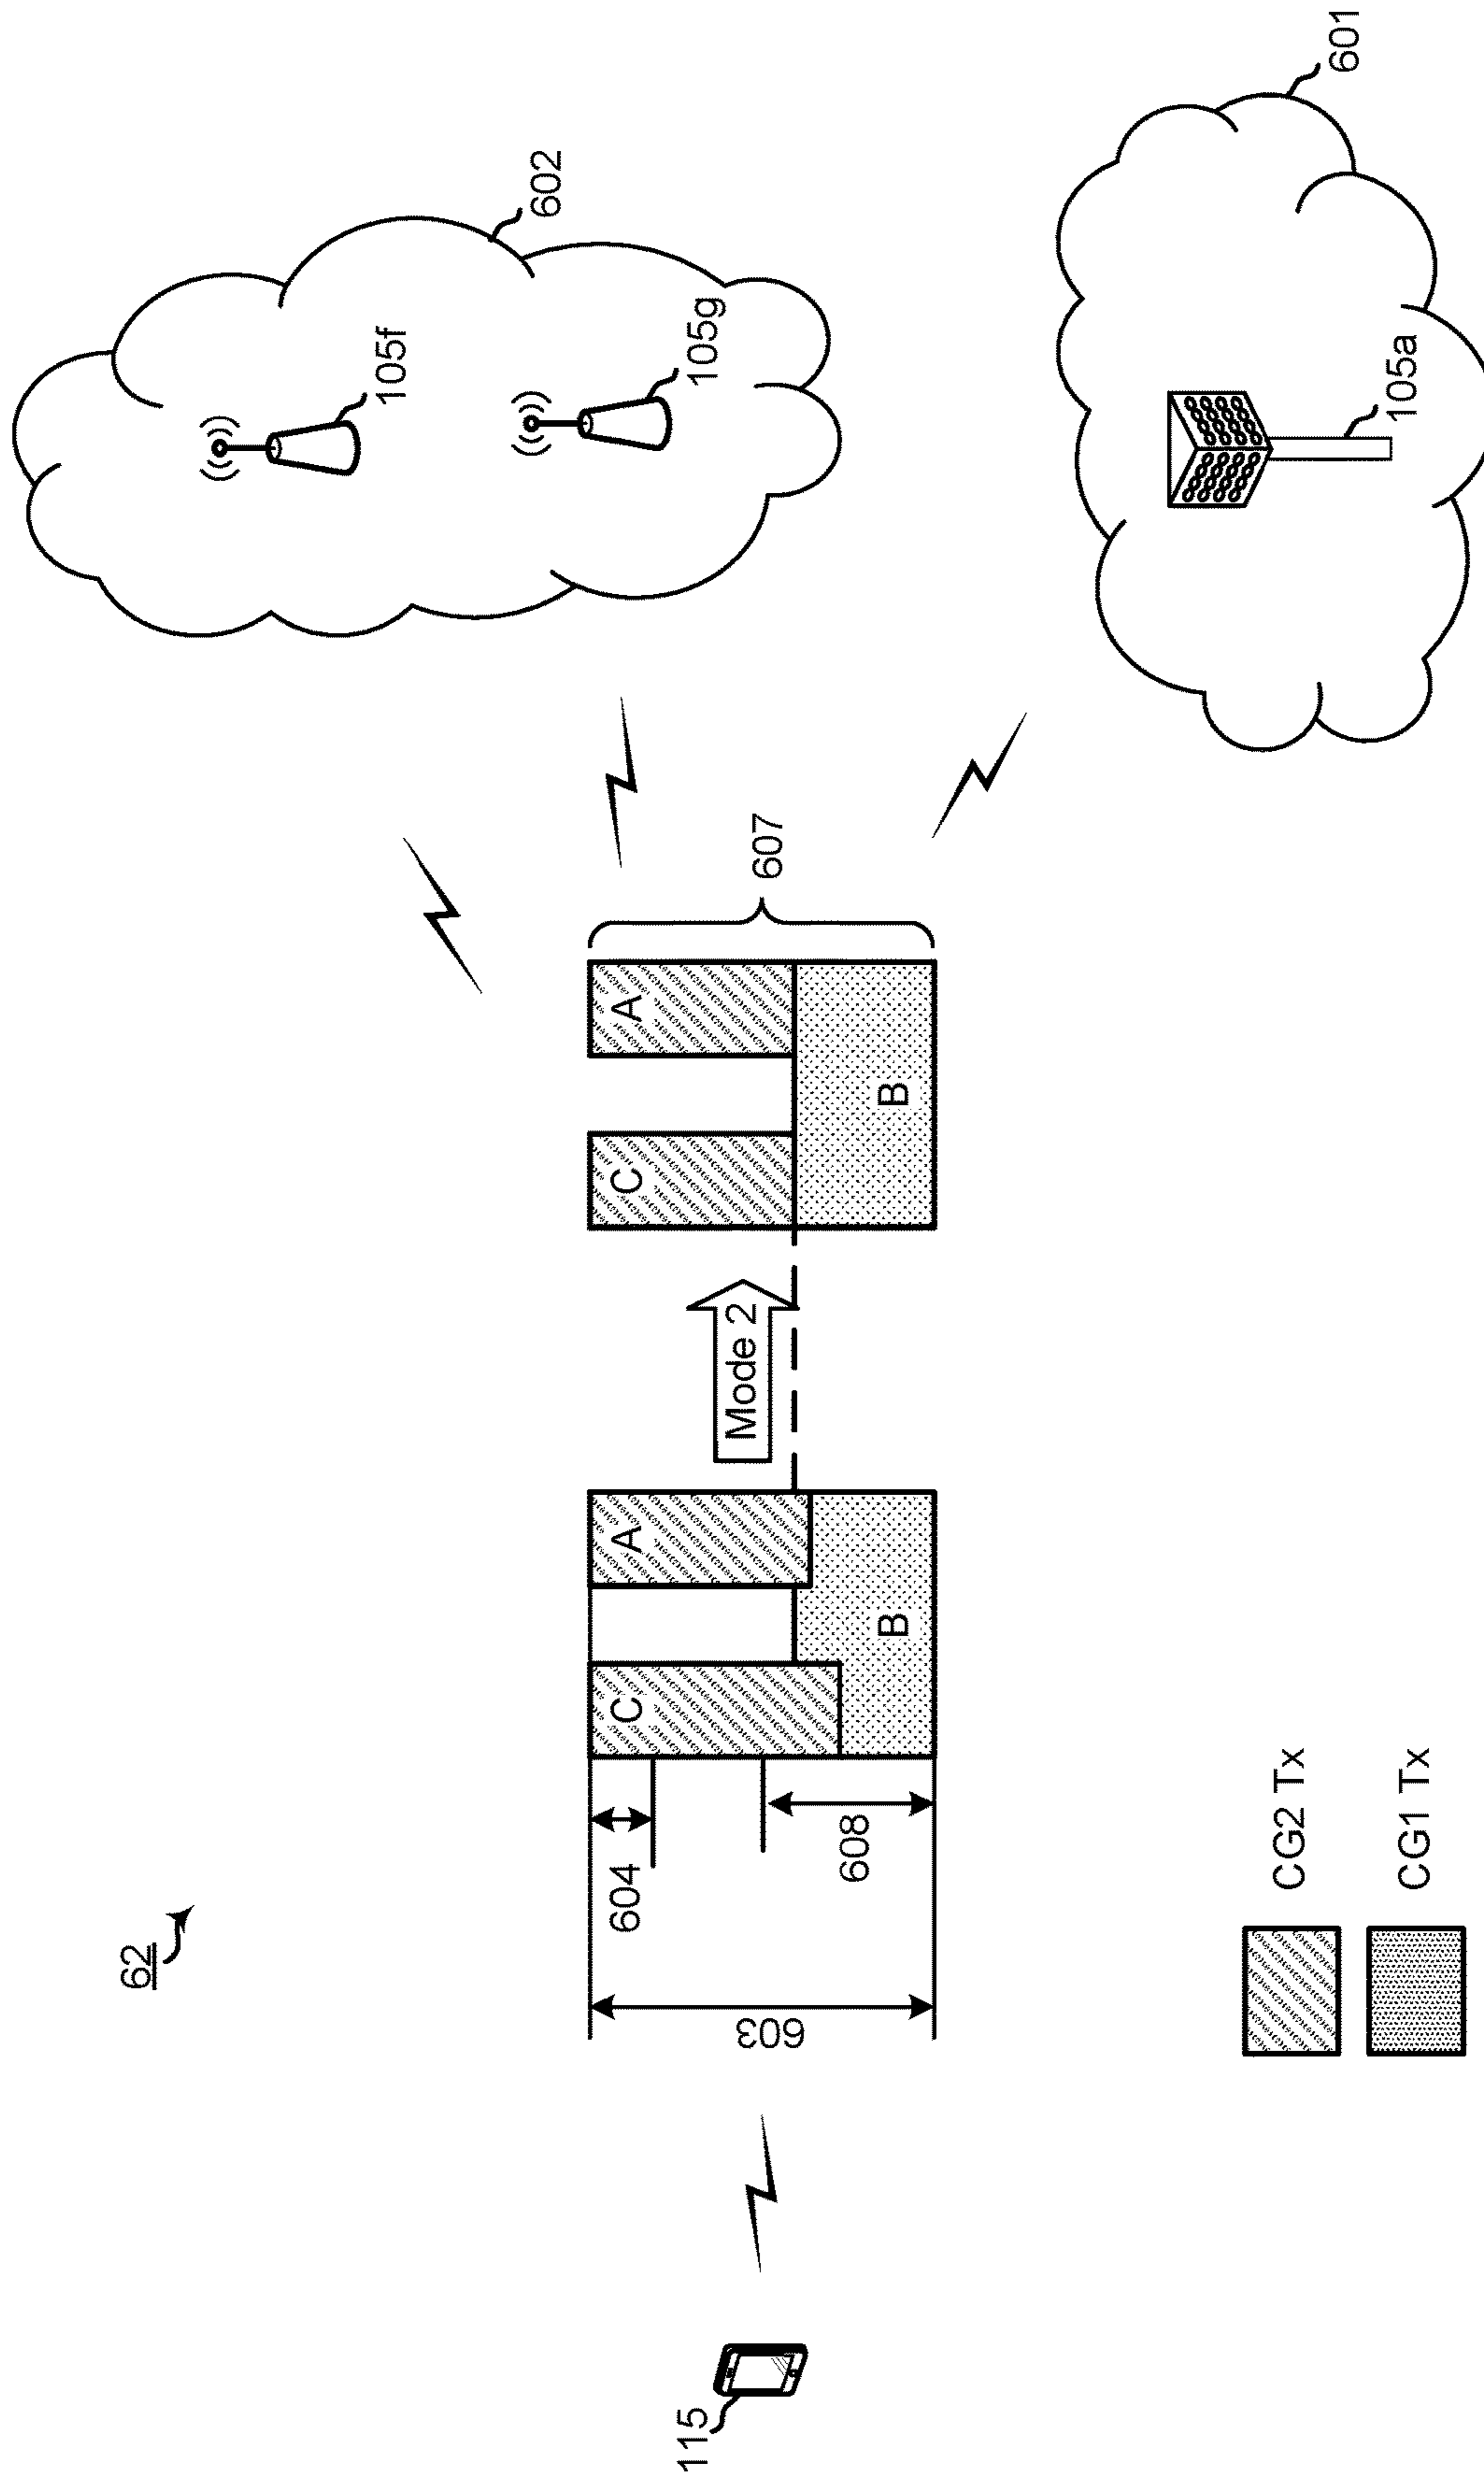 62
602
105f
105g
604
C
A
Mode 2
C
A
607
603
608
B
B
115
601
105a
CG2 Tx
CG1 Tx